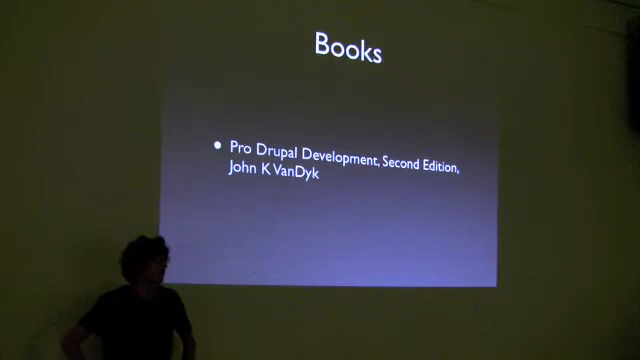 Books
Pro Drupal Development, Second Edition,
John K VanDyk